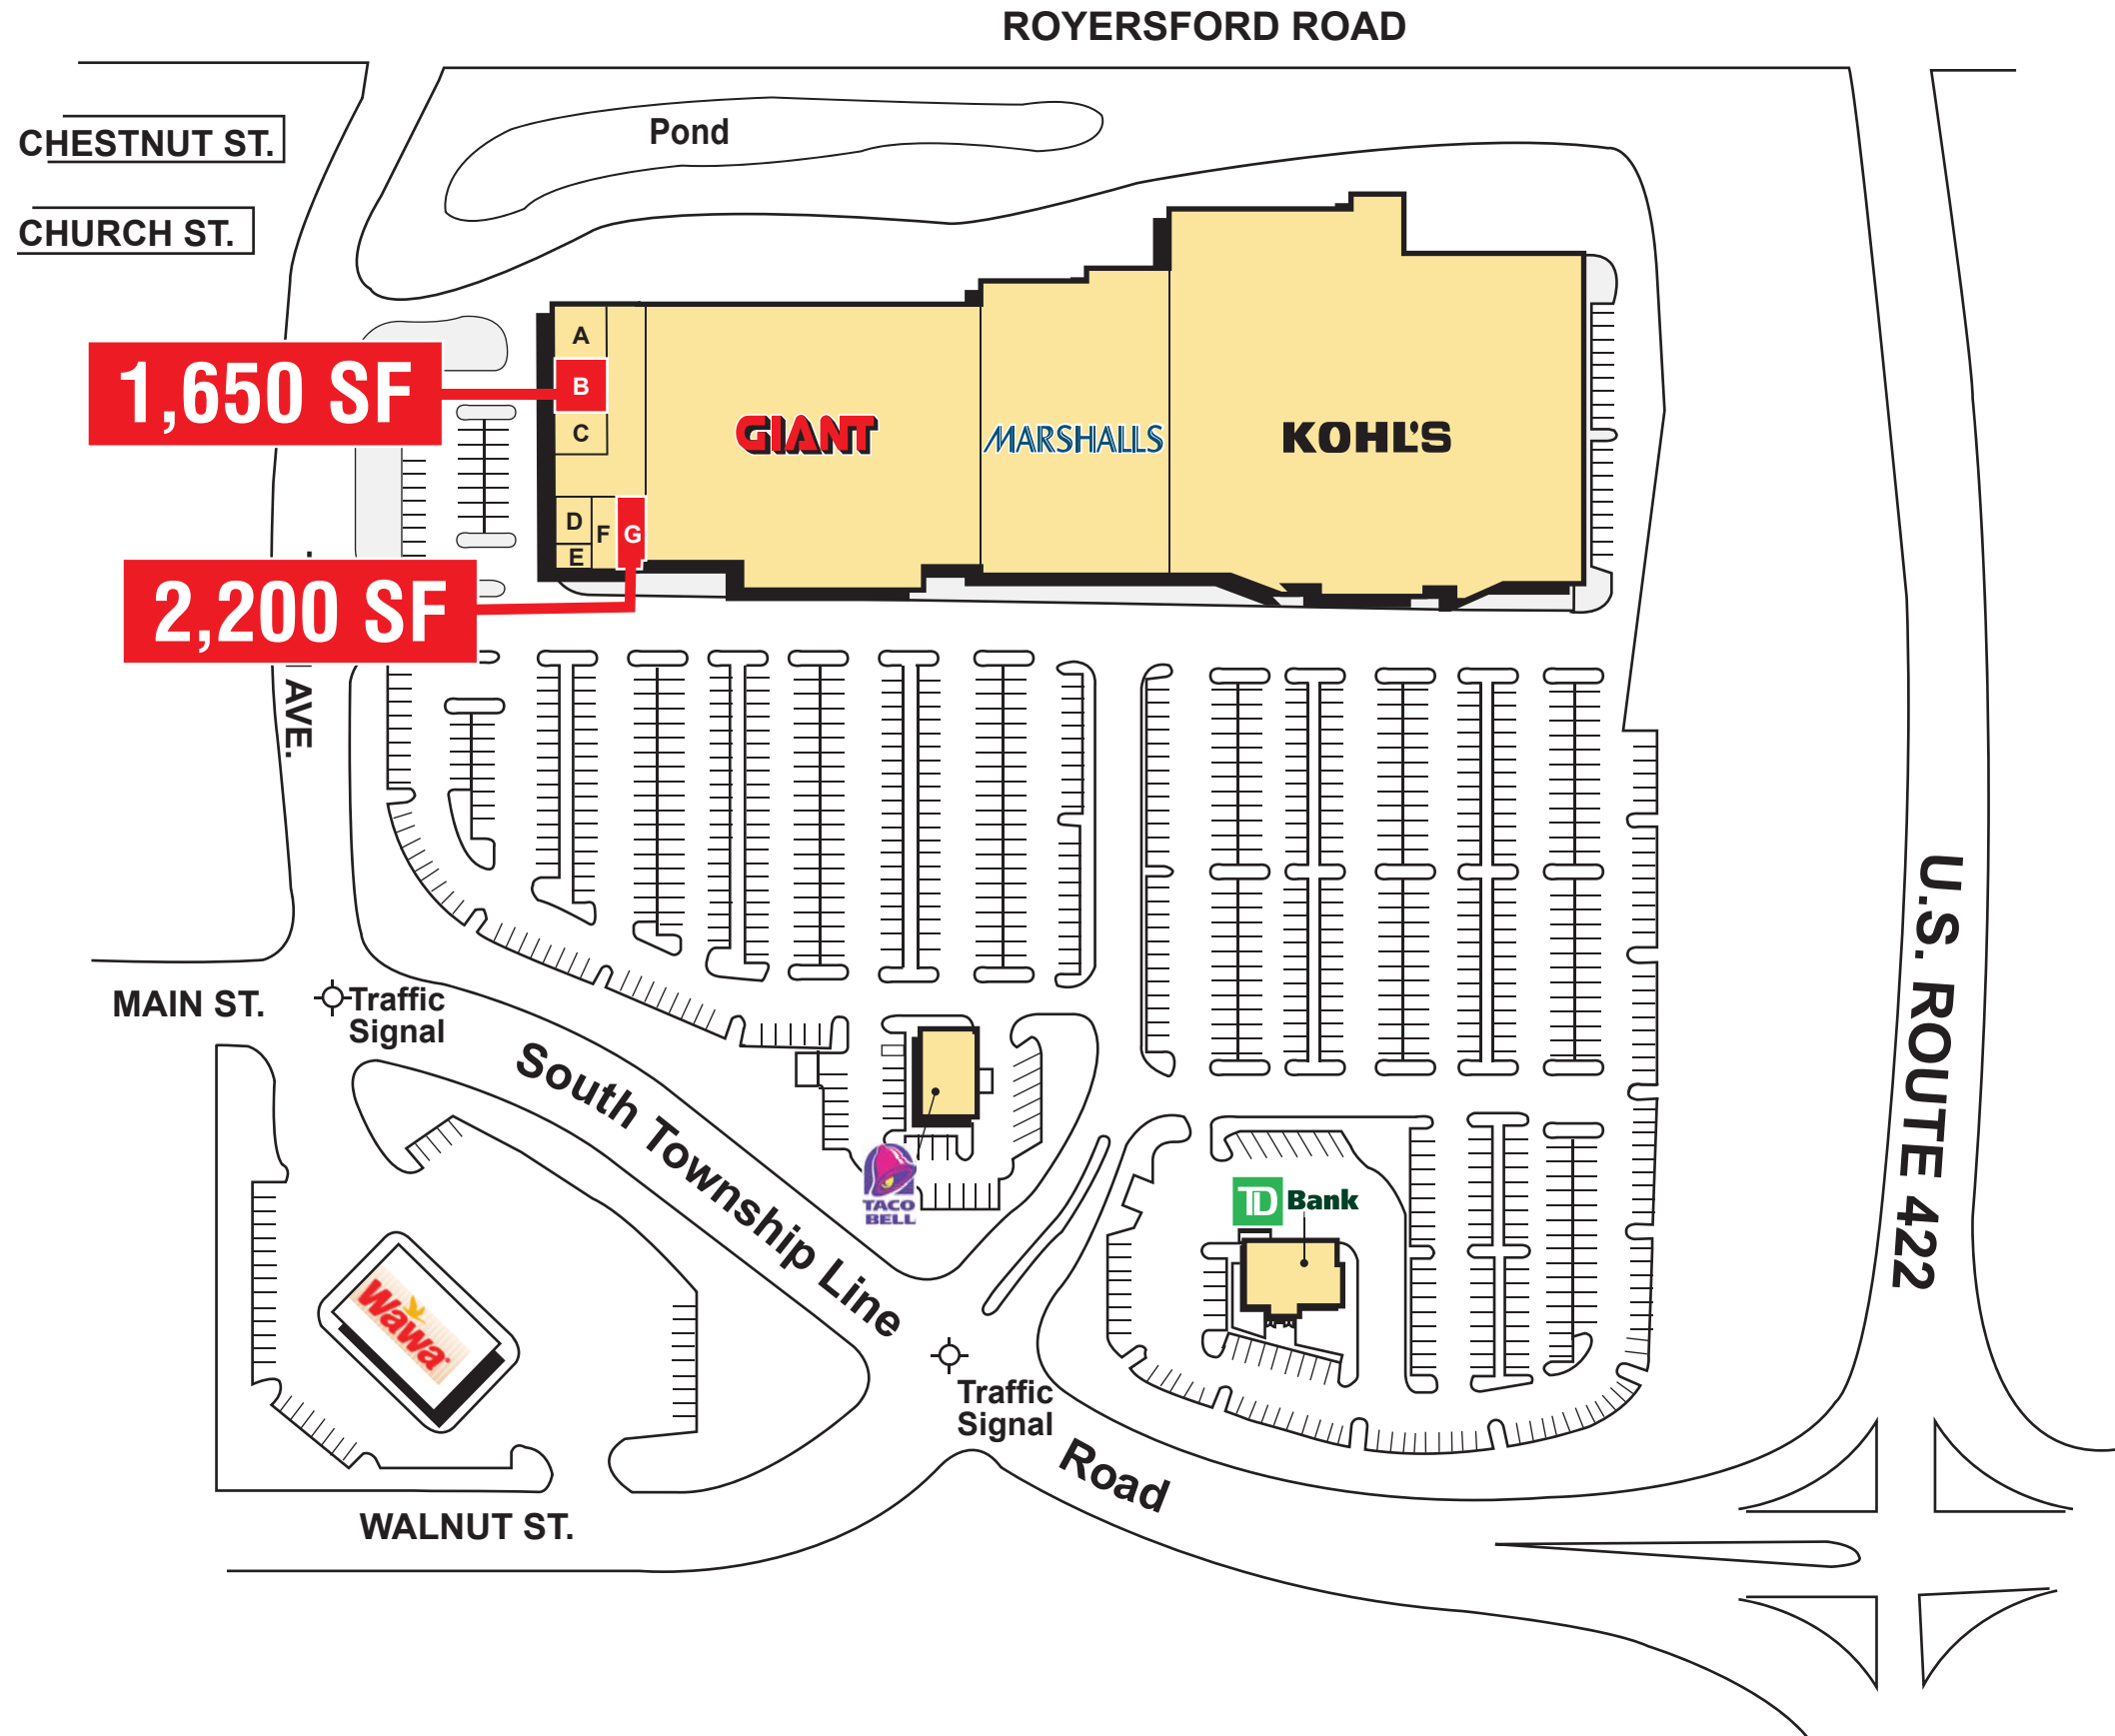 ROYERSFORD ROAD
Pond
CHESTNUT ST.
CHURCH ST.
A
1,650 SF
B
C
GIANT
MARSHALLS
KOHL'S
D
F
G
E
2,200 SF
AVE.
U.S. ROUTE 422
MAIN ST.
Traffic
Signal
South Township Line
TACO
BELL
TD Bank
Wawa
Traffic
Signal
Road
WALNUT ST.